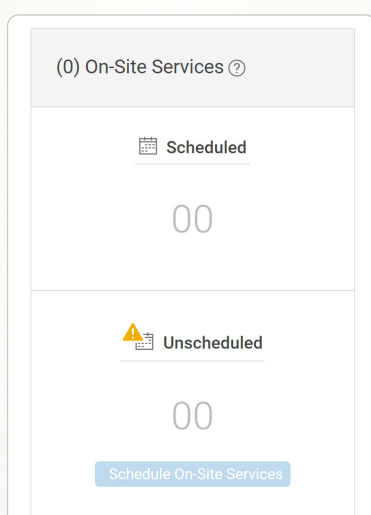 (0) On-Site Services ?
Scheduled
00
Unscheduled
00
Schedule On-Site Services